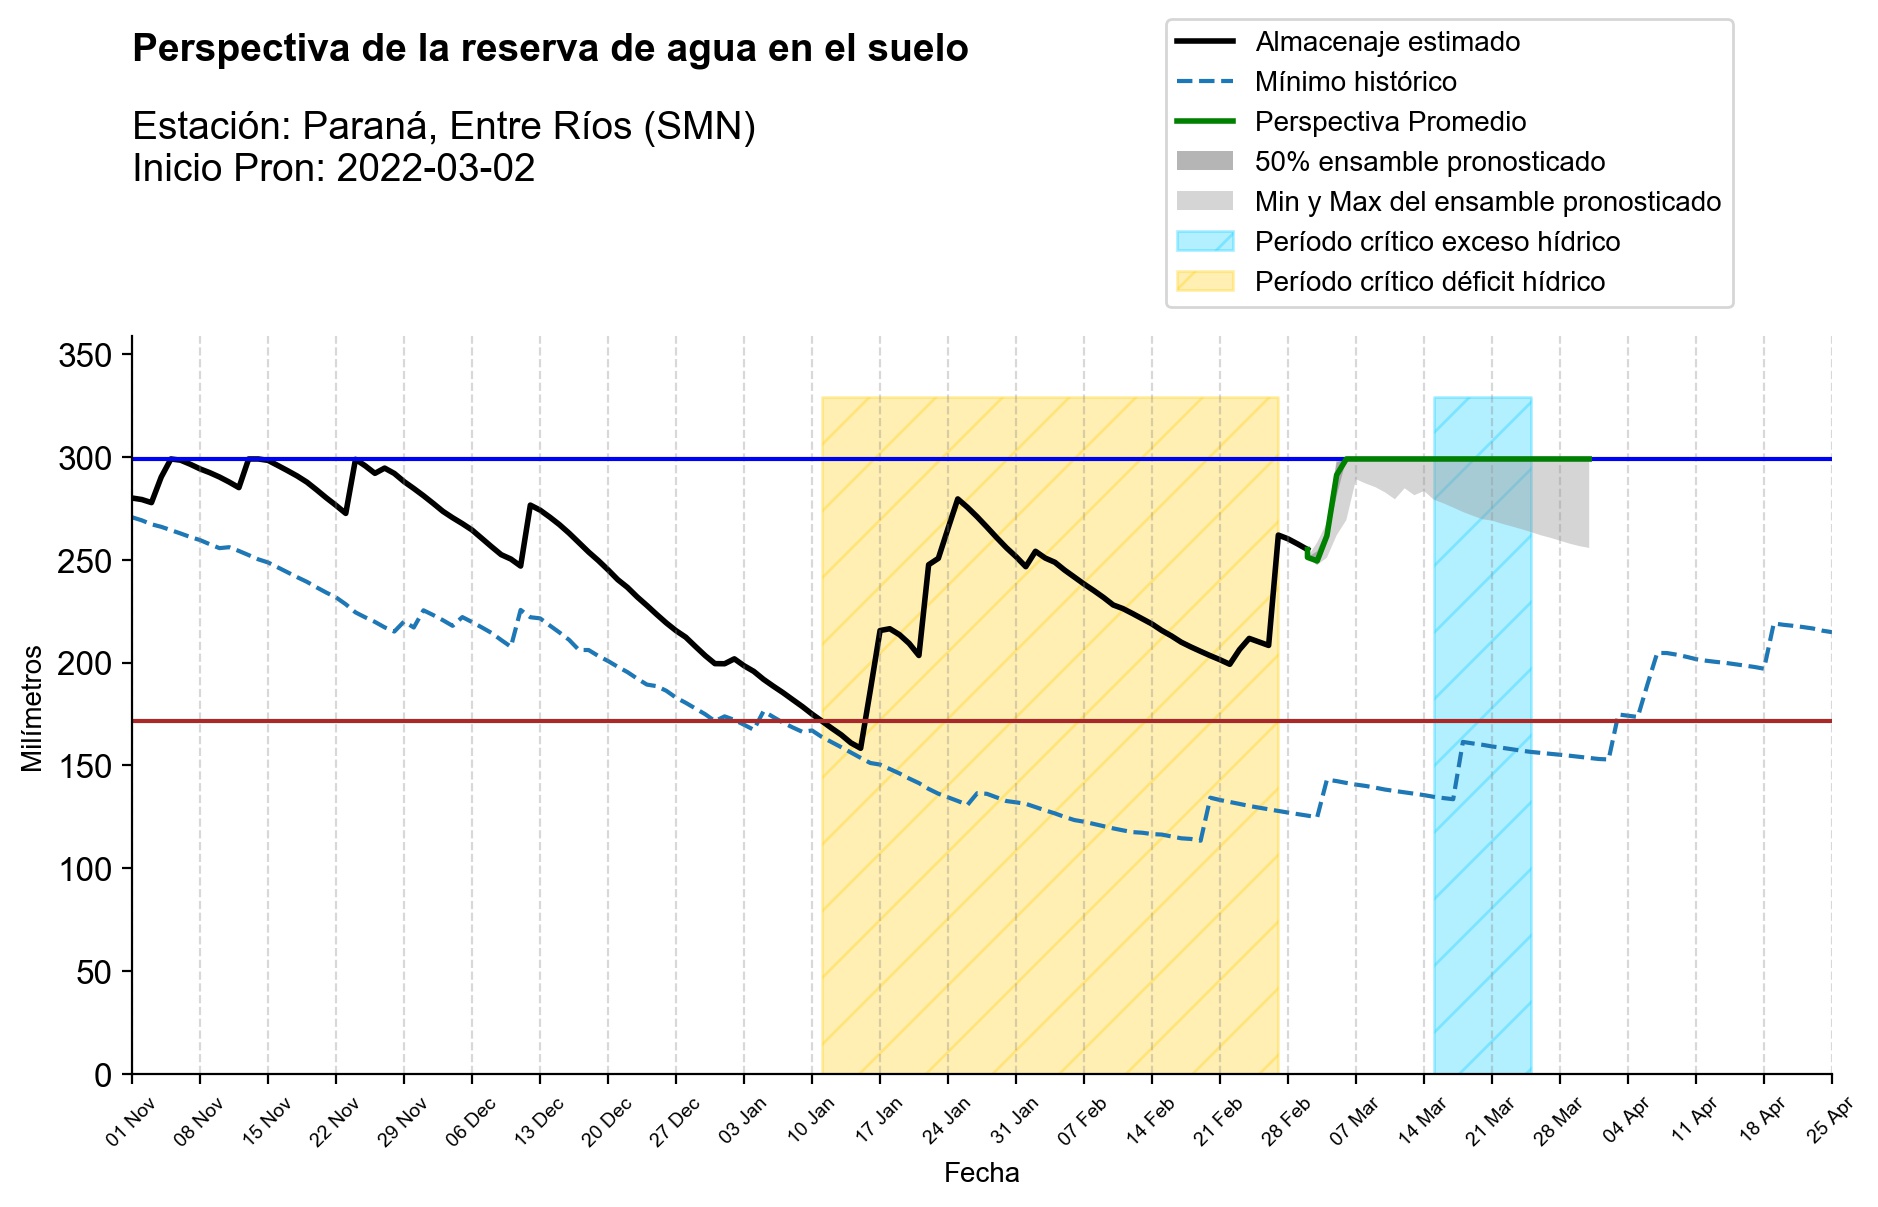 Perspectiva de la reserva de agua en el suelo
Estación: Paraná, Entre Ríos (SMN)
Inicio Pron: 2022-03-02
Almacenaje estimado
Mínimo histórico
Perspectiva Promedio
50% ensamble pronosticado
Min y Max del ensamble pronosticado
Período crítico exceso hídrico
Período crítico déficit hídrico
350
300
250
200
150
100
50
0
Milímetros
01 Nov
08 Nov
15 Nov
22 Nov
29 Nov
06 Dec
13 Dec
20 Dec
27 Dec
03 Jan
10 Jan
17 Jan
24 Jan
31 Jan
07 Feb
14 Feb
21 Feb
28 Feb
07 Mar
14 Mar
21 Mar
28 Mar
04 Apr
11 Apr
18 Apr
25 Apr
Fecha